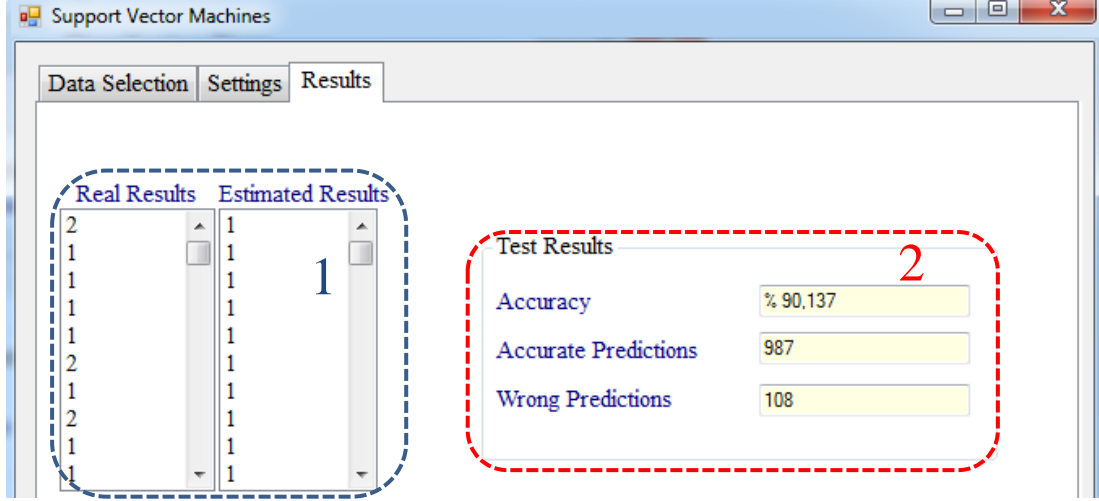 Support Vector Machines
Data Selection Settings Results
Real Results Estimated Results
2 1
1 1
1 1
1 1
1 1
2 1
1 1
2 1
1 1
1 1
1
Test Results
2
Accuracy % 90,137
Accurate Predictions 987
Wrong Predictions 108